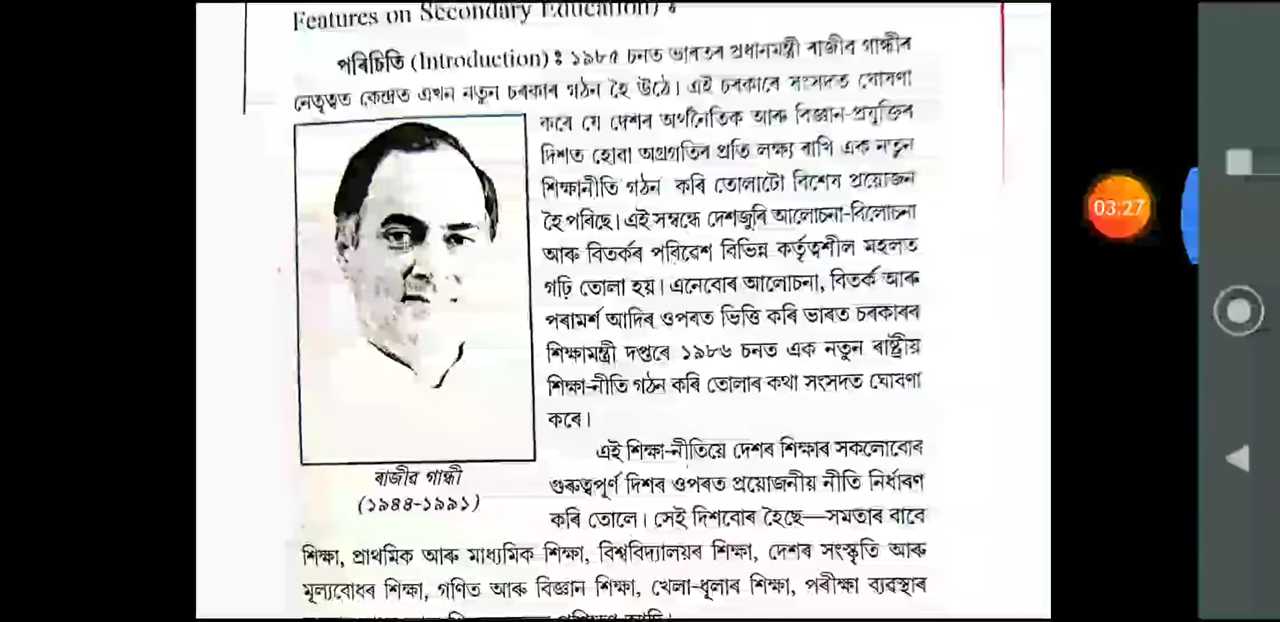 Features on Secondary Education) :
পৰিচিতি (Introduction) : ১৯৮৫ চনত ভাৰতৰ প্ৰধানমন্ত্ৰী ৰাজীৱ গান্ধীৰ
নেতৃত্বত কেন্দ্ৰত এখন নতুন চৰকাৰ গঠন হৈ উঠে। এই চৰকাৰে সংসদত ঘোষণা
কৰে যে দেশৰ অৰ্থনৈতিক আৰু বিজ্ঞান-প্ৰযুক্তিৰ
দিশত হোৱা অগ্ৰগতিৰ প্ৰতি লক্ষ্য ৰাখি এক নতুন
শিক্ষানীতি গঠন কৰি তোলাটো বিশেষ প্ৰয়োজন
হৈ পৰিছে। এই সম্বন্ধে দেশজুৰি আলোচনা-বিলোচনা
আৰু বিতৰ্কৰ পৰিৱেশ বিভিন্ন কৰ্তৃত্বশীল মহলত
গঢ়ি তোলা হয়। এনেবোৰ আলোচনা, বিতৰ্ক আৰু
পৰামৰ্শ আদিৰ ওপৰত ভিত্তি কৰি ভাৰত চৰকাৰৰ
শিক্ষামন্ত্ৰী দপ্তৰে ১৯৮৬ চনত এক নতুন ৰাষ্ট্ৰীয়
শিক্ষা-নীতি গঠন কৰি তোলাৰ কথা সংসদত ঘোষণা
কৰে।
এই শিক্ষা-নীতিয়ে দেশৰ শিক্ষাৰ সকলোবোৰ
গুৰুত্বপূৰ্ণ দিশৰ ওপৰত প্ৰয়োজনীয় নীতি নিৰ্ধাৰণ
কৰি তোলে। সেই দিশবোৰ হৈছে—সমতাৰ বাবে
শিক্ষা, প্ৰাথমিক আৰু মাধ্যমিক শিক্ষা, বিশ্ববিদ্যালয়ৰ শিক্ষা, দেশৰ সংস্কৃতি আৰু
মূল্যবোধৰ শিক্ষা, গণিত আৰু বিজ্ঞান শিক্ষা, খেলা-ধূলাৰ শিক্ষা, পৰীক্ষা ব্যৱস্থাৰ
ৰাজীৱ গান্ধী
(১৯৪৪-১৯৯১)
03:27